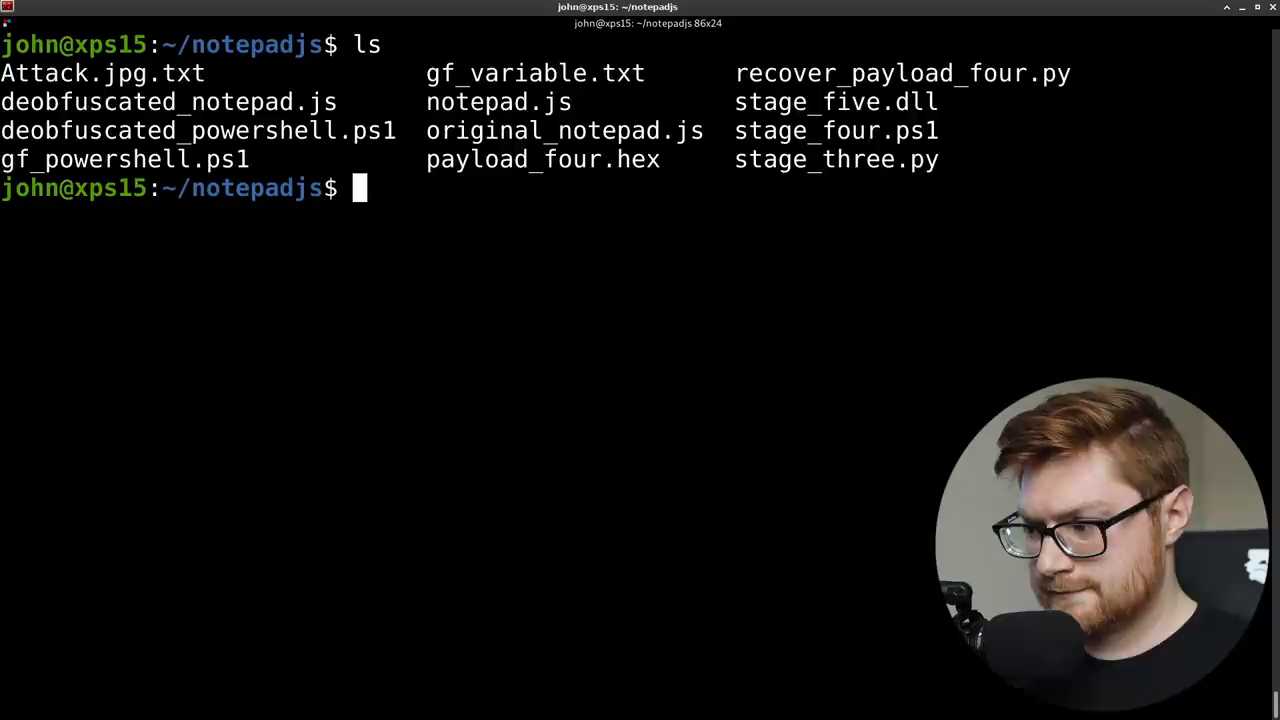 john@xps15: ~/notepadjs
john@xps15: ~/notepadjs 86x24
john@xps15:~/notepadjs$ ls
Attack.jpg.txt gf_variable.txt recover_payload_four.py
deobfuscated_notepad.js notepad.js stage_five.dll
deobfuscated_powershell.ps1 original_notepad.js stage_four.ps1
gf_powershell.ps1 payload_four.hex stage_three.py
john@xps15:~/notepadjs$